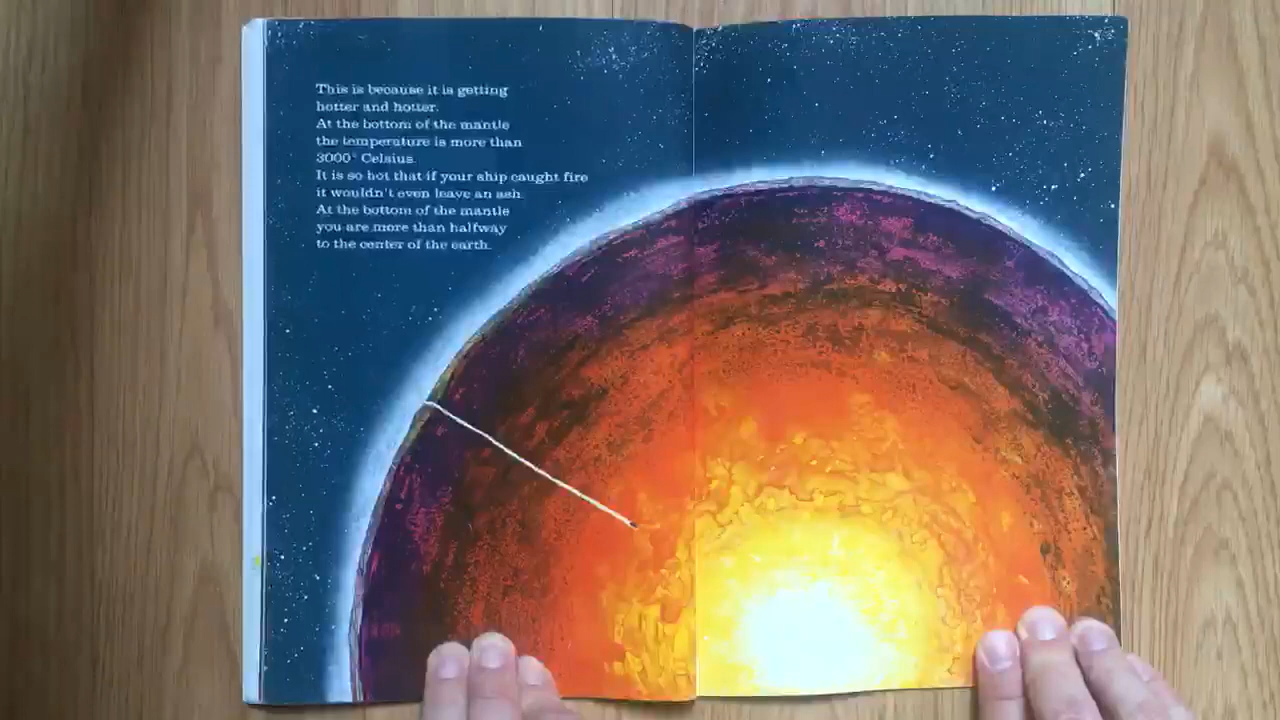 This is because it is getting
hotter and hotter.
At the bottom of the mantle
the temperature is more than
3000° Celsius.
It is so hot that if your ship caught fire
it wouldn't even leave an ash.
At the bottom of the mantle
you are more than halfway
to the center of the earth.